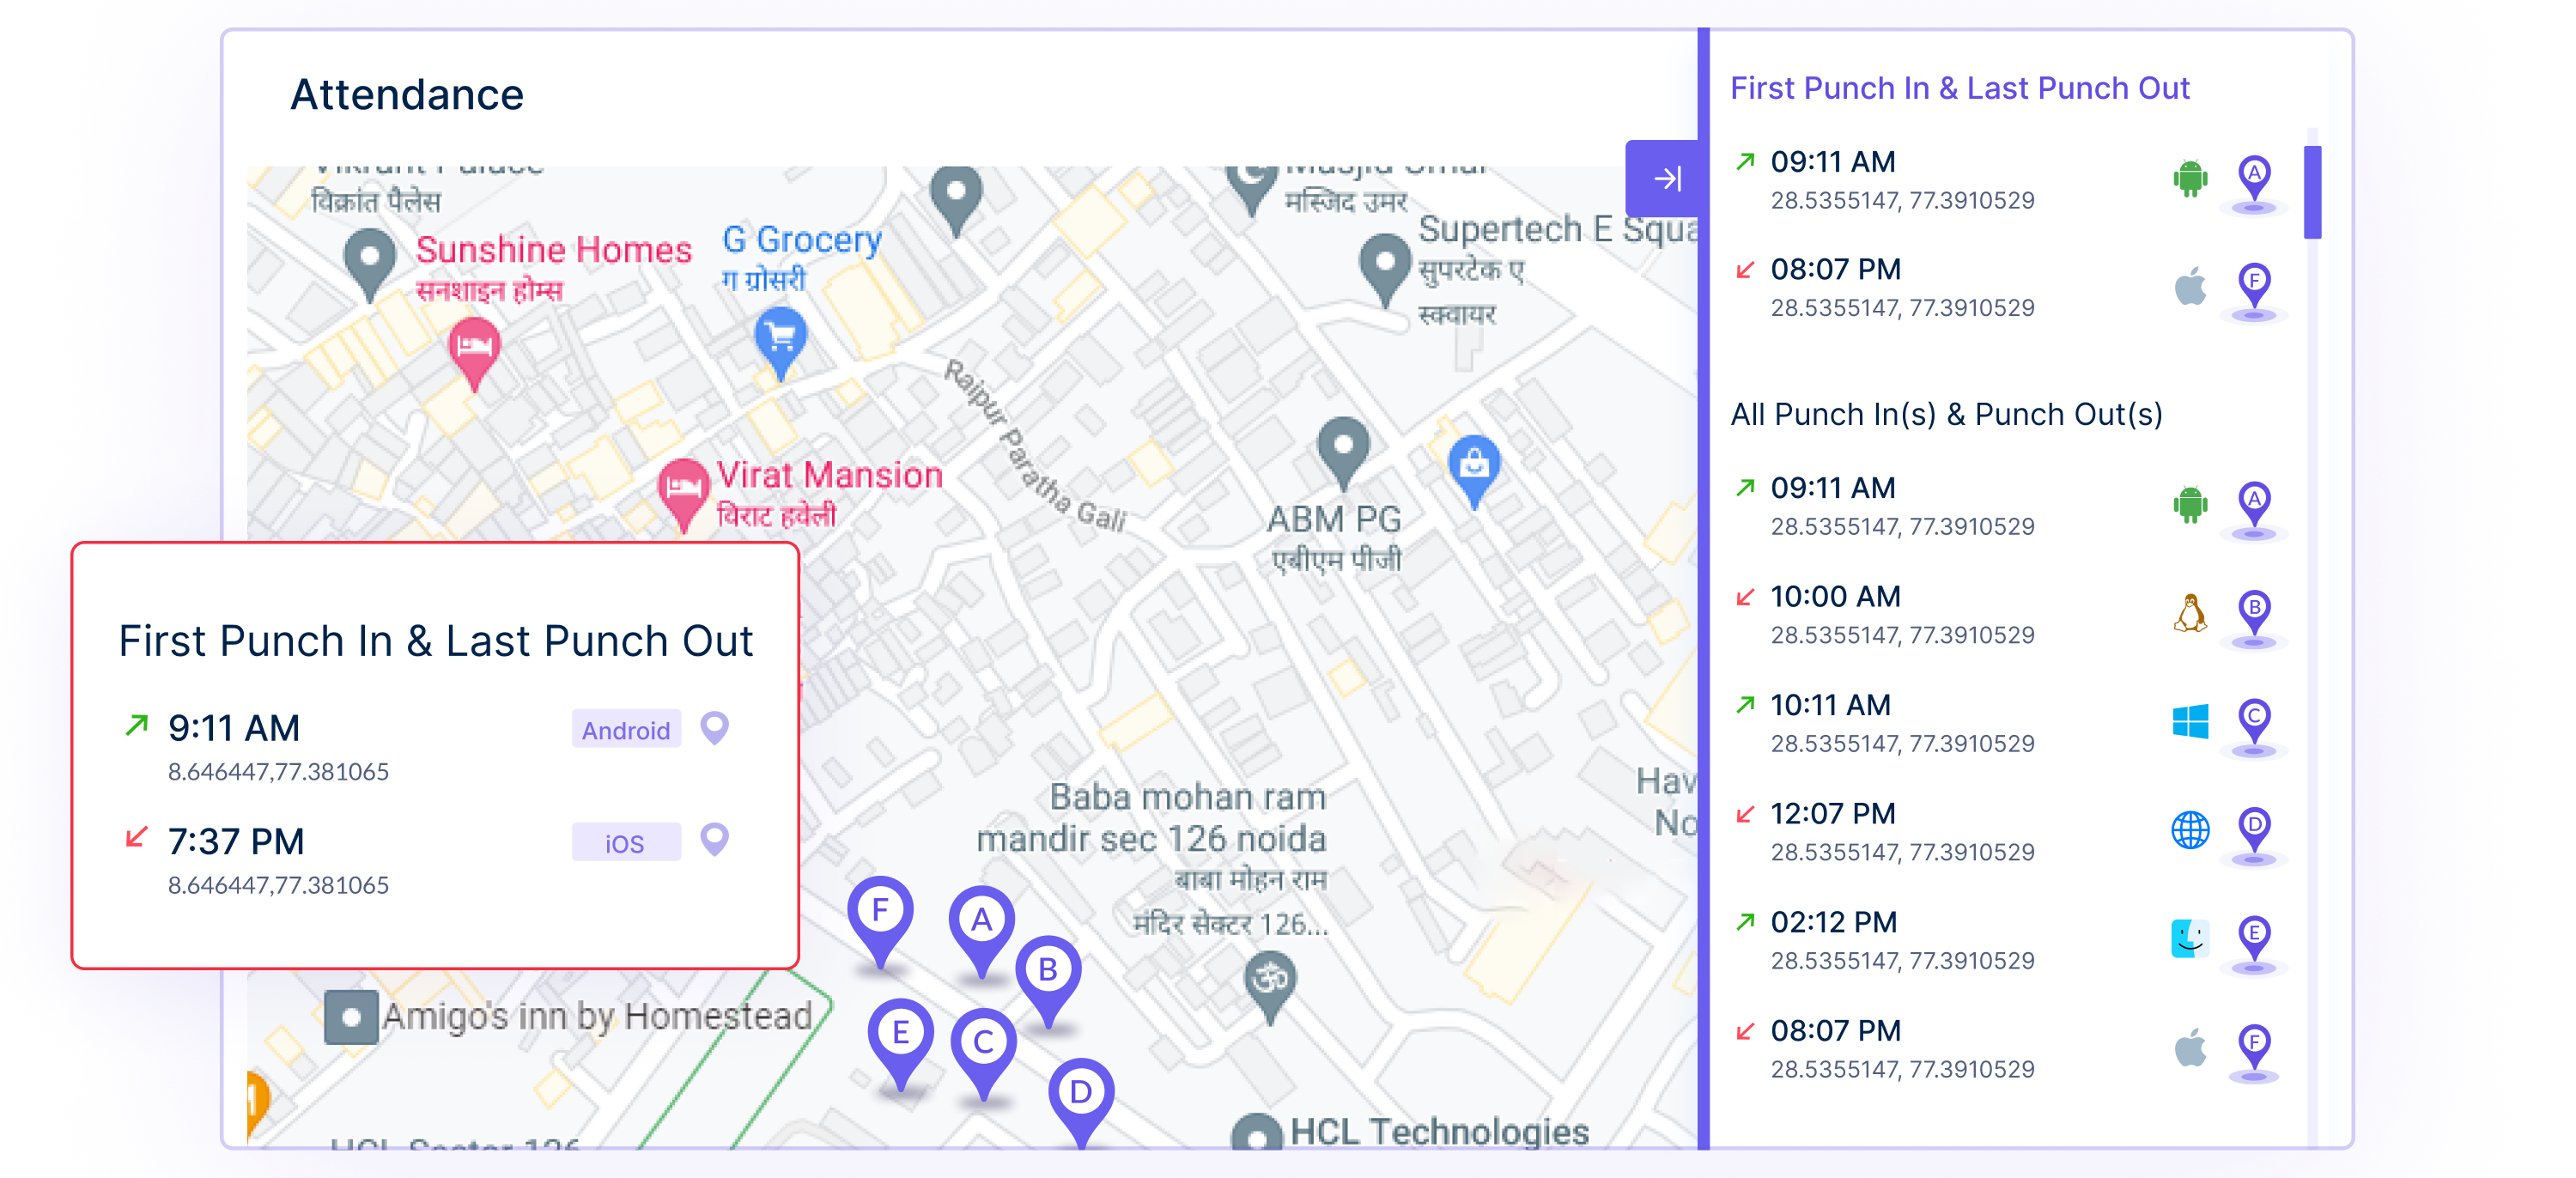 Attendance
विक्रांत पैलेस
Sunshine Homes
सनशाइन होम्स
G Grocery
ग ग्रोसरी
मस्जिद उमर
Supertech E Squa
सुपरटेक ए
स्क्वायर
Raipur Paratha Gali
Virat Mansion
विराट हवेली
ABM PG
एबीएम पीजी
First Punch In & Last Punch Out
9:11 AM
Android
8.646447,77.381065
7:37 PM
iOS
8.646447,77.381065
Hav
No
Baba mohan ram
mandir sec 126 noida
बाबा मोहन राम
मंदिर सेक्टर 126...
F
A
B
E
C
D
Amigo's inn by Homestead
HCL Sector 126
HCL Technologies
First Punch In & Last Punch Out
09:11 AM
A
28.5355147, 77.3910529
08:07 PM
F
28.5355147, 77.3910529
All Punch In(s) & Punch Out(s)
09:11 AM
A
28.5355147, 77.3910529
10:00 AM
B
28.5355147, 77.3910529
10:11 AM
C
28.5355147, 77.3910529
12:07 PM
D
28.5355147, 77.3910529
02:12 PM
E
28.5355147, 77.3910529
08:07 PM
F
28.5355147, 77.3910529